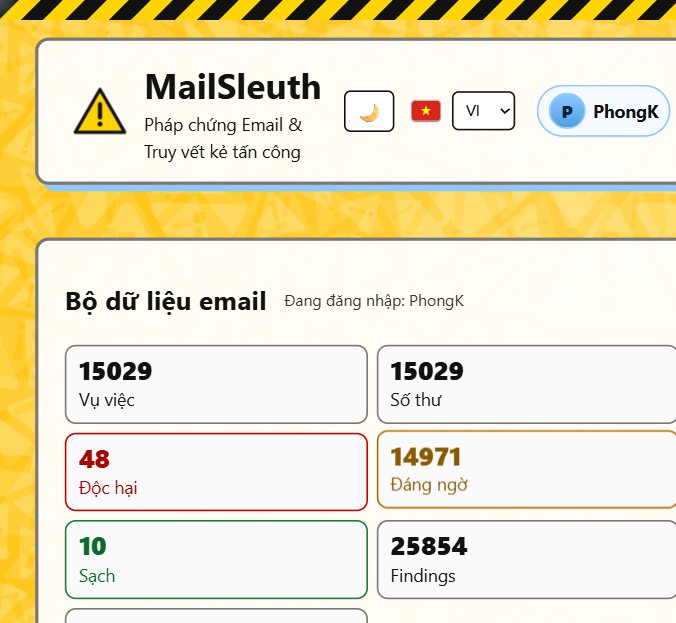 MailSleuth
Pháp chứng Email &
Truy vết kẻ tấn công
VI
P
PhongK
Bộ dữ liệu email
Đang đăng nhập: PhongK
15029
Vụ việc
15029
Số thư
48
Độc hại
14971
Đáng ngờ
10
Sạch
25854
Findings